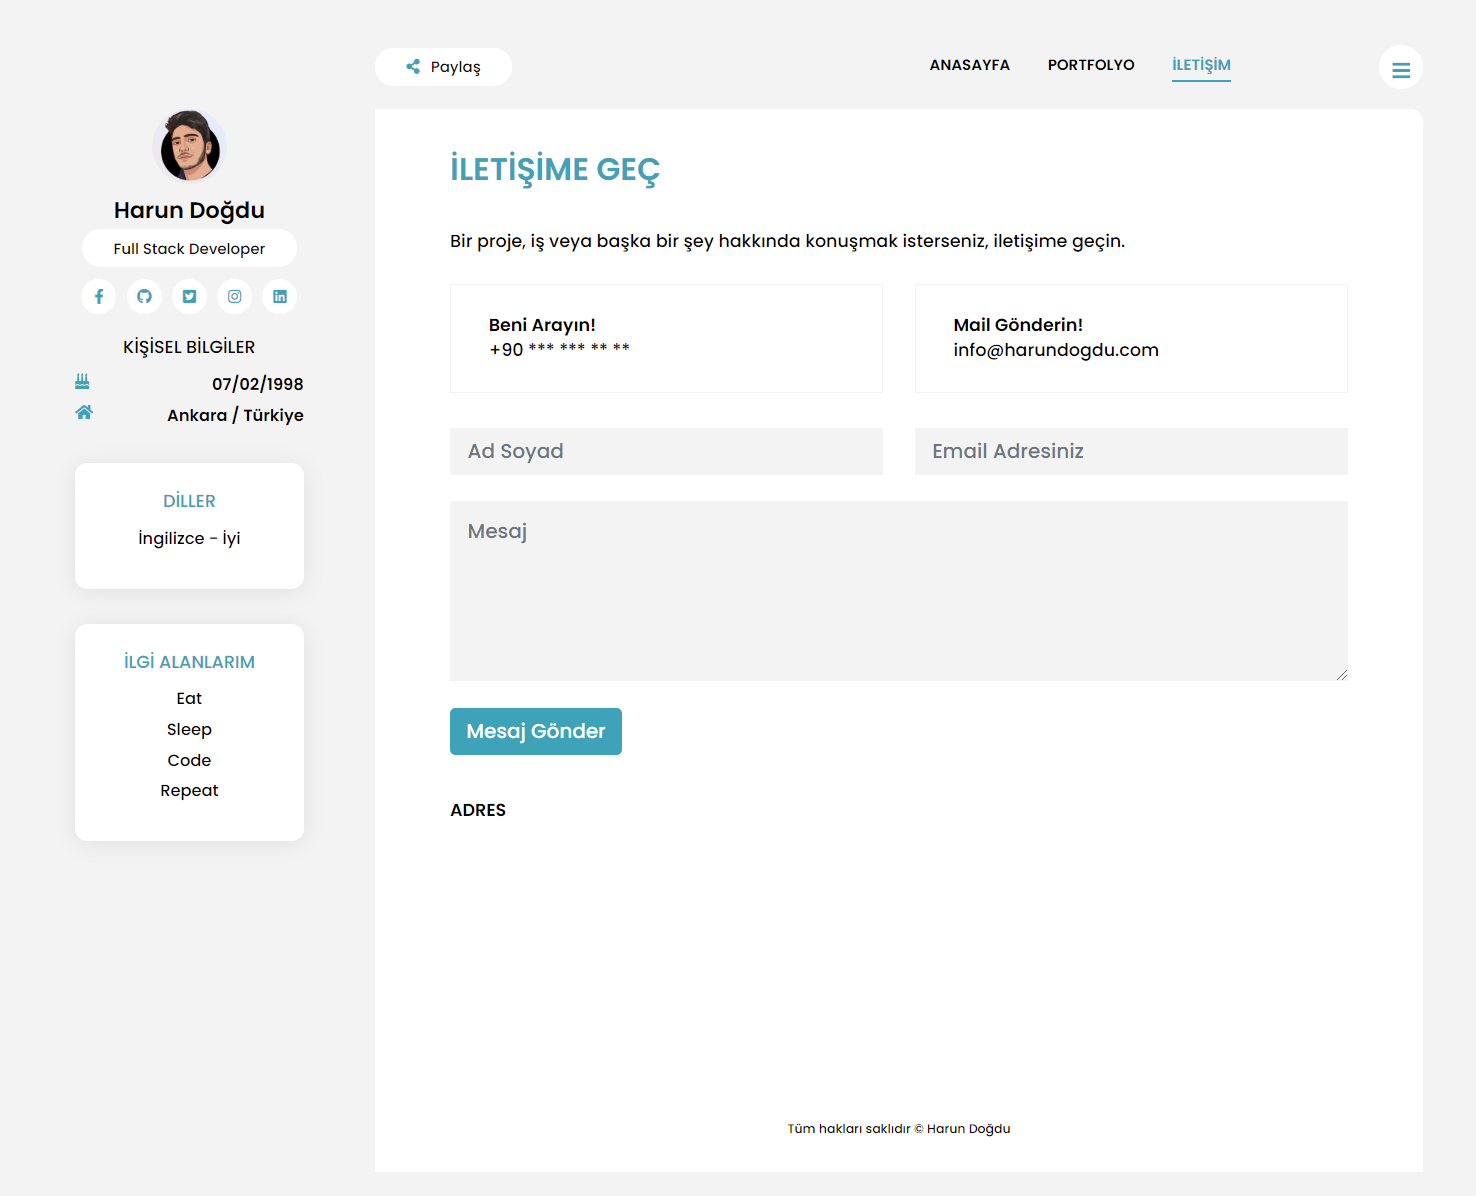 Paylaş
ANASAYFA
PORTFOLYO
İLETİŞİM
Harun Doğdu
Full Stack Developer
KİŞİSEL BİLGİLER
07/02/1998
Ankara / Türkiye
DİLLER
İngilizce - İyi
İLGİ ALANLARIM
Eat
Sleep
Code
Repeat
İLETİŞİME GEÇ
Bir proje, iş veya başka bir şey hakkında konuşmak isterseniz, iletişime geçin.
Beni Arayın!
+90 *** *** ** **
Mail Gönderin!
info@harundogdu.com
Ad Soyad
Email Adresiniz
Mesaj
Mesaj Gönder
ADRES
Tüm hakları saklıdır © Harun Doğdu